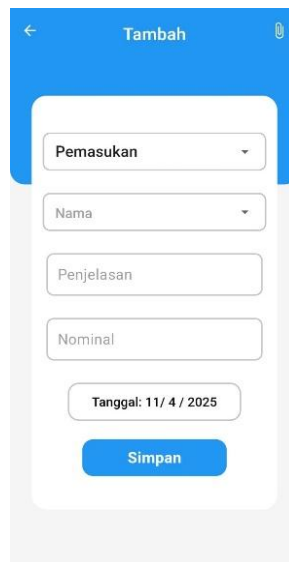 Tambah
Pemasukan
Nama
Penjelasan
Nominal
Tanggal: 11/ 4 / 2025
Simpan